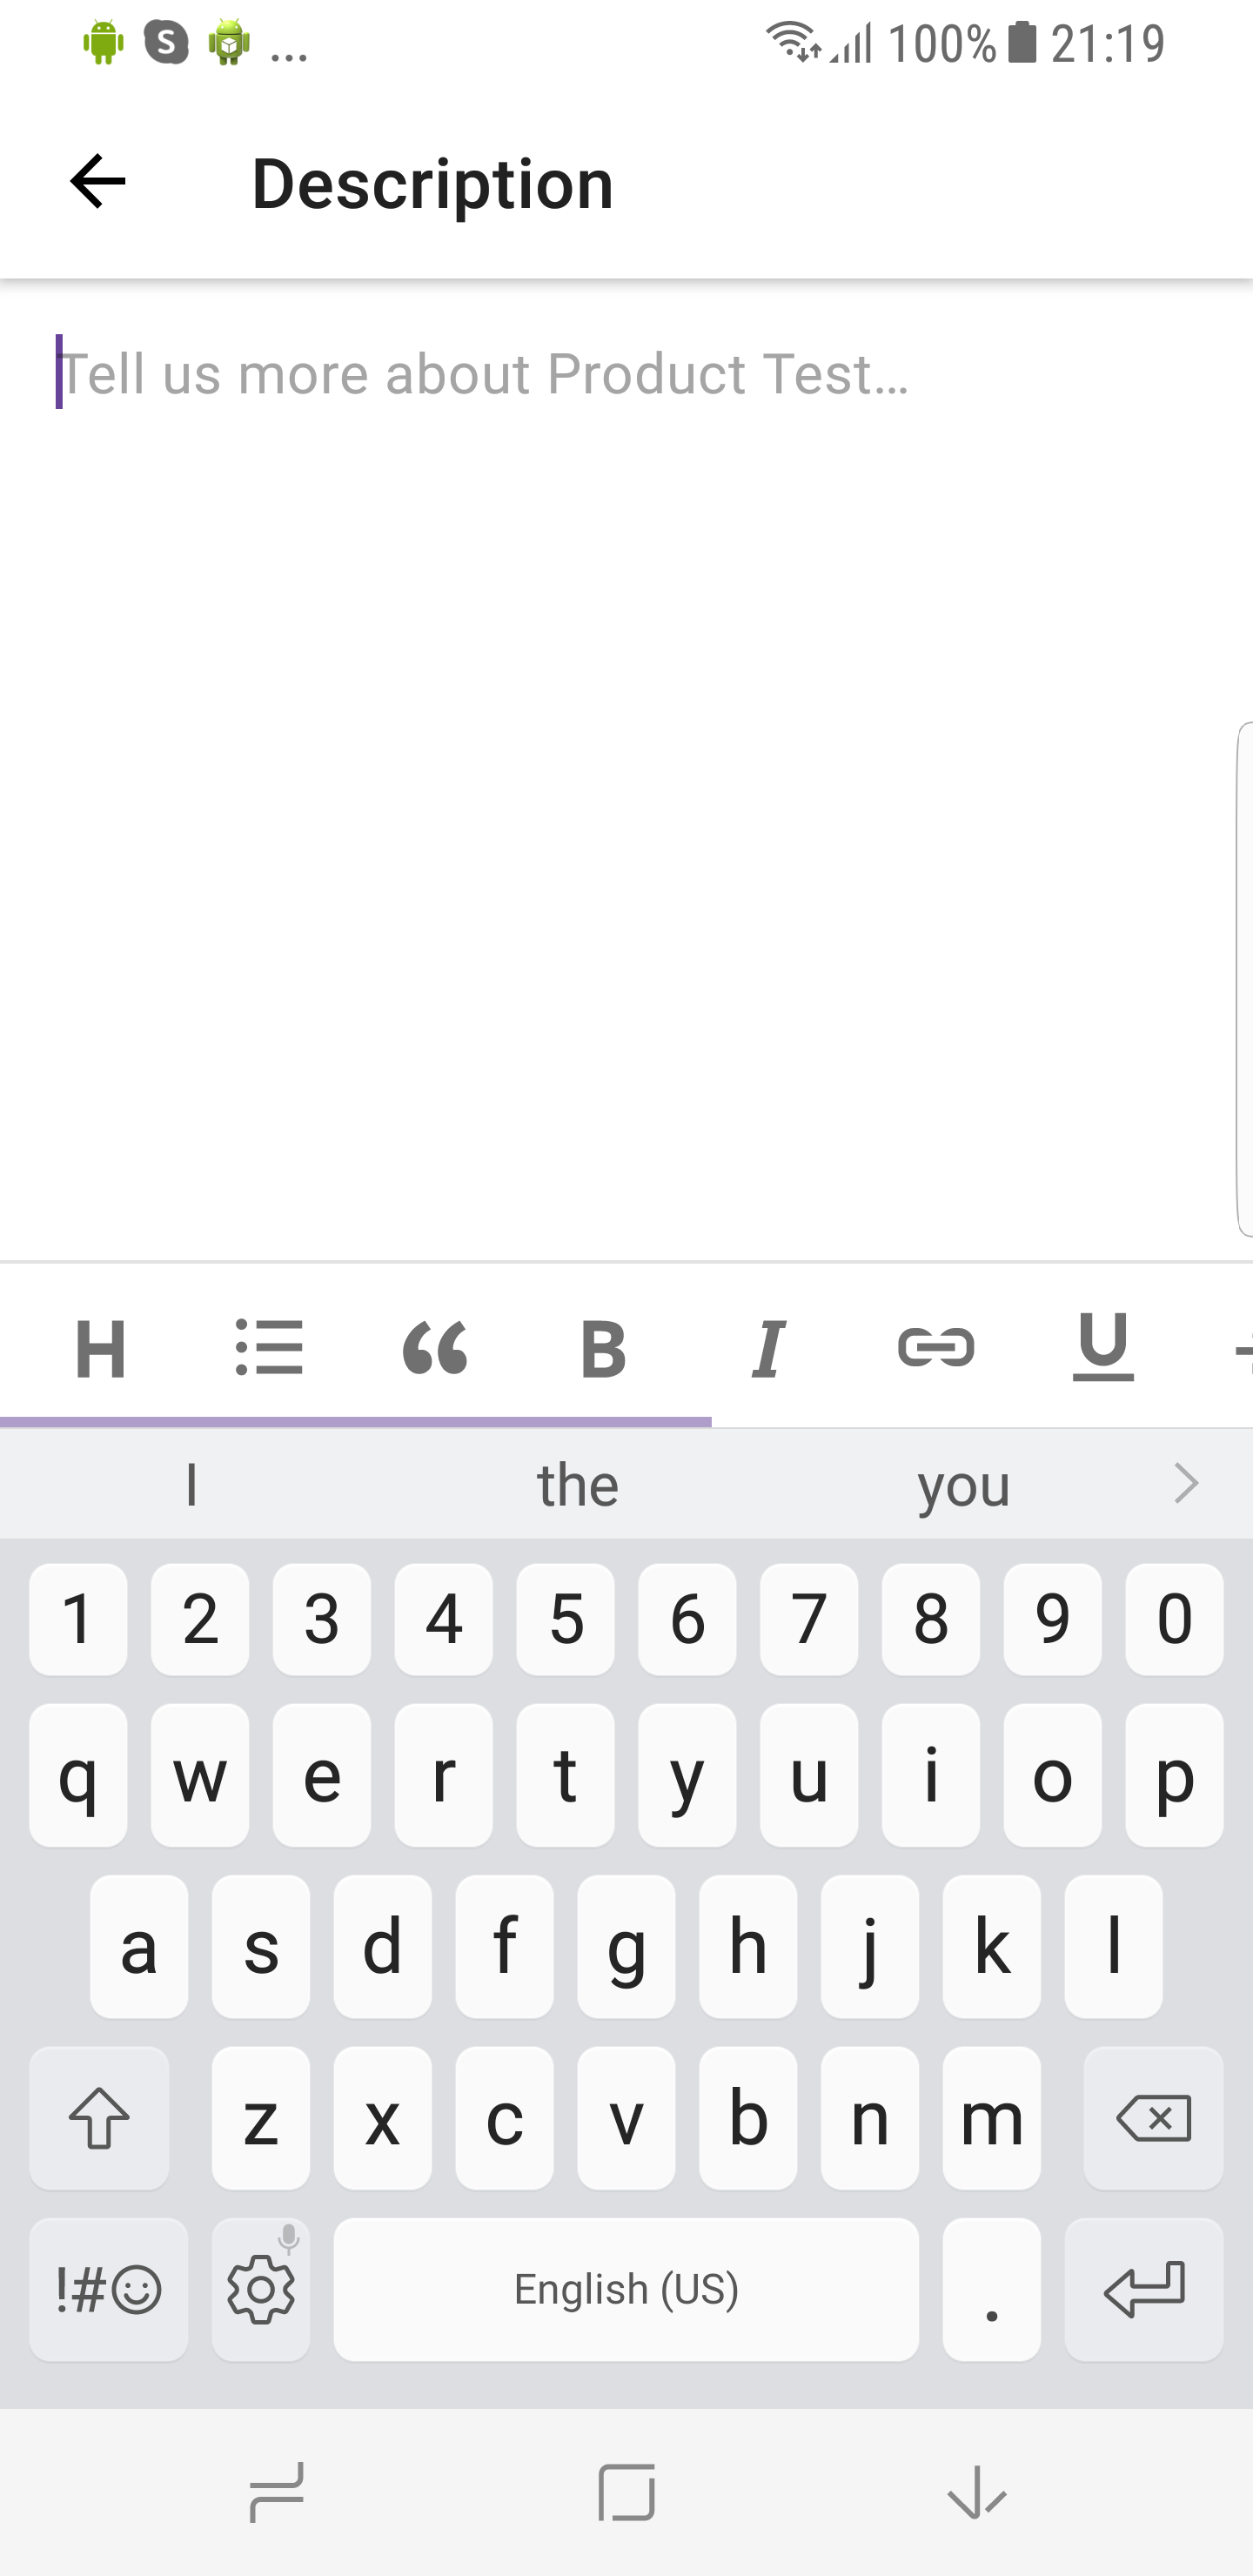 ... 100% 21:19
Description
Tell us more about Product Test…
H B I U
I the you
1 2 3 4 5 6 7 8 9 0
q w e r t y u i o p
a s d f g h j k l
z x c v b n m
!#☺ English (US) .